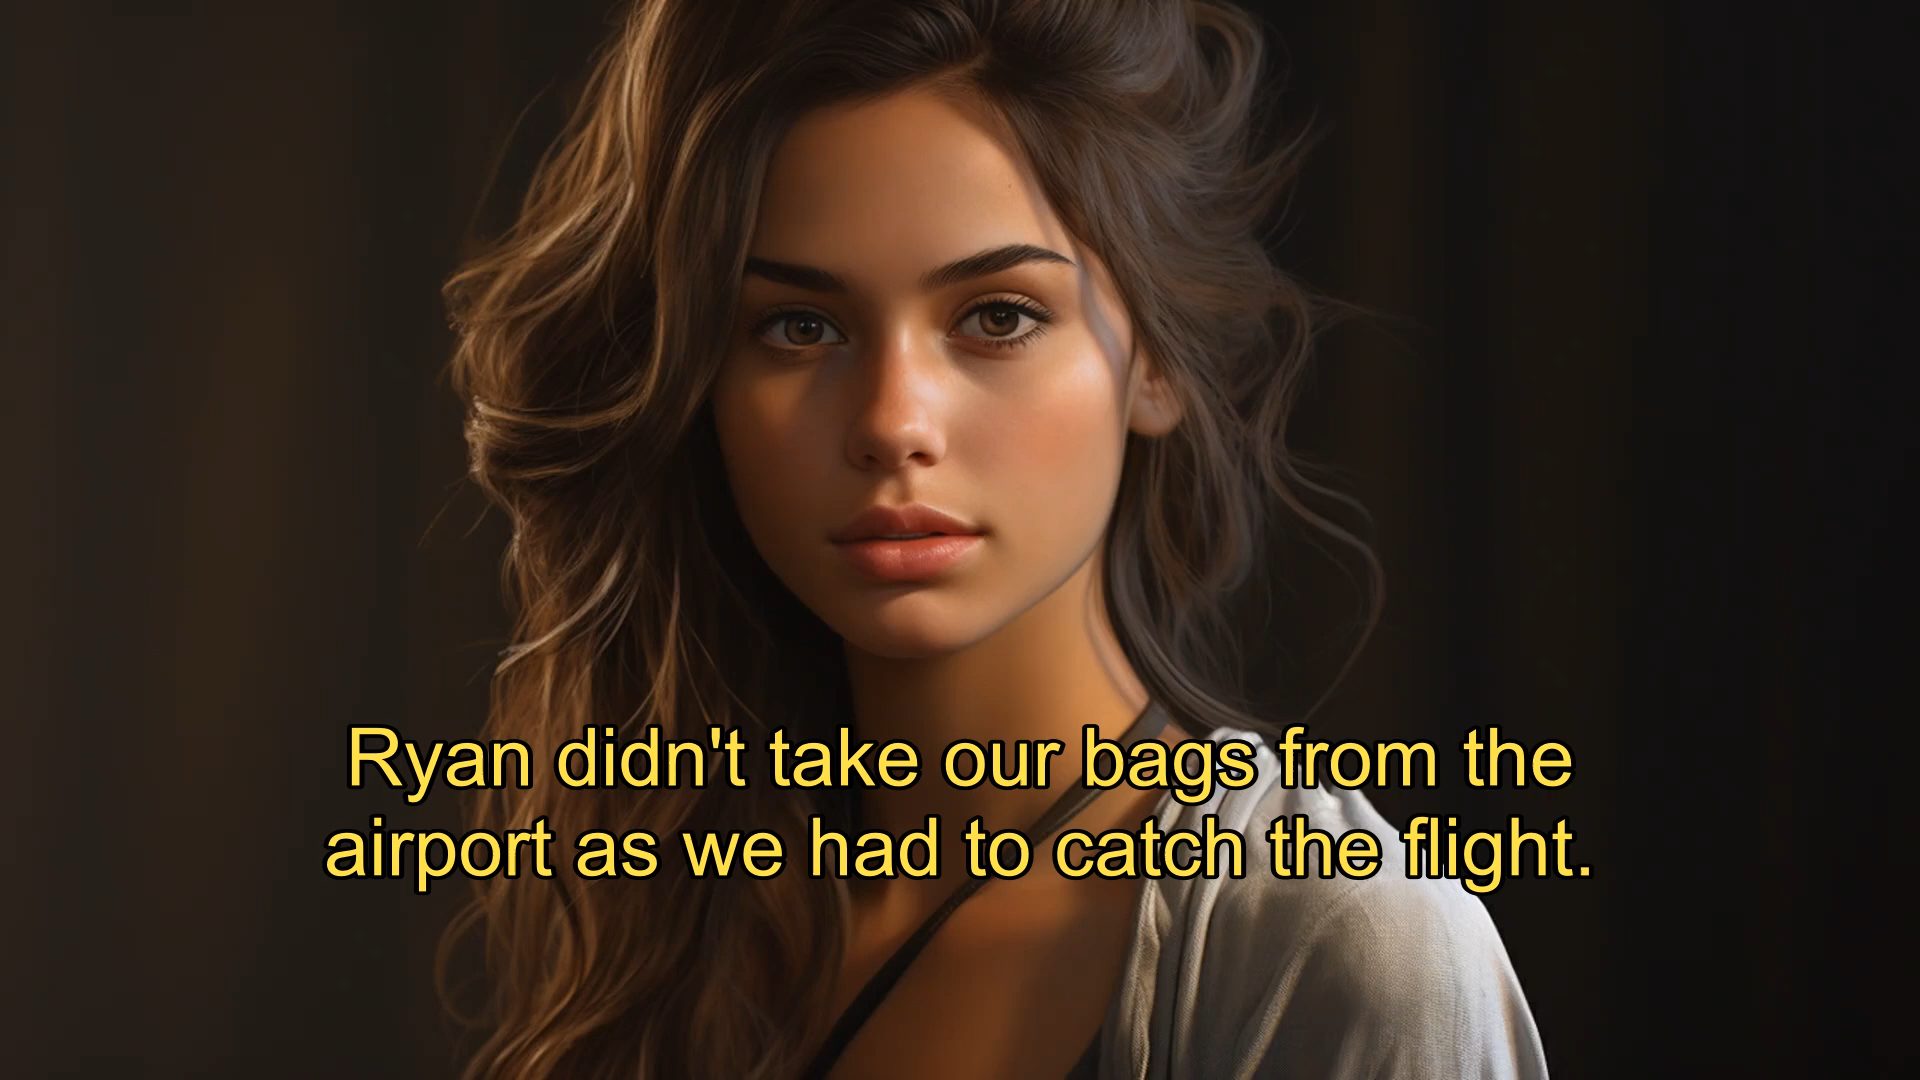 Ryan didn't take our bags from the
airport as we had to catch the flight.